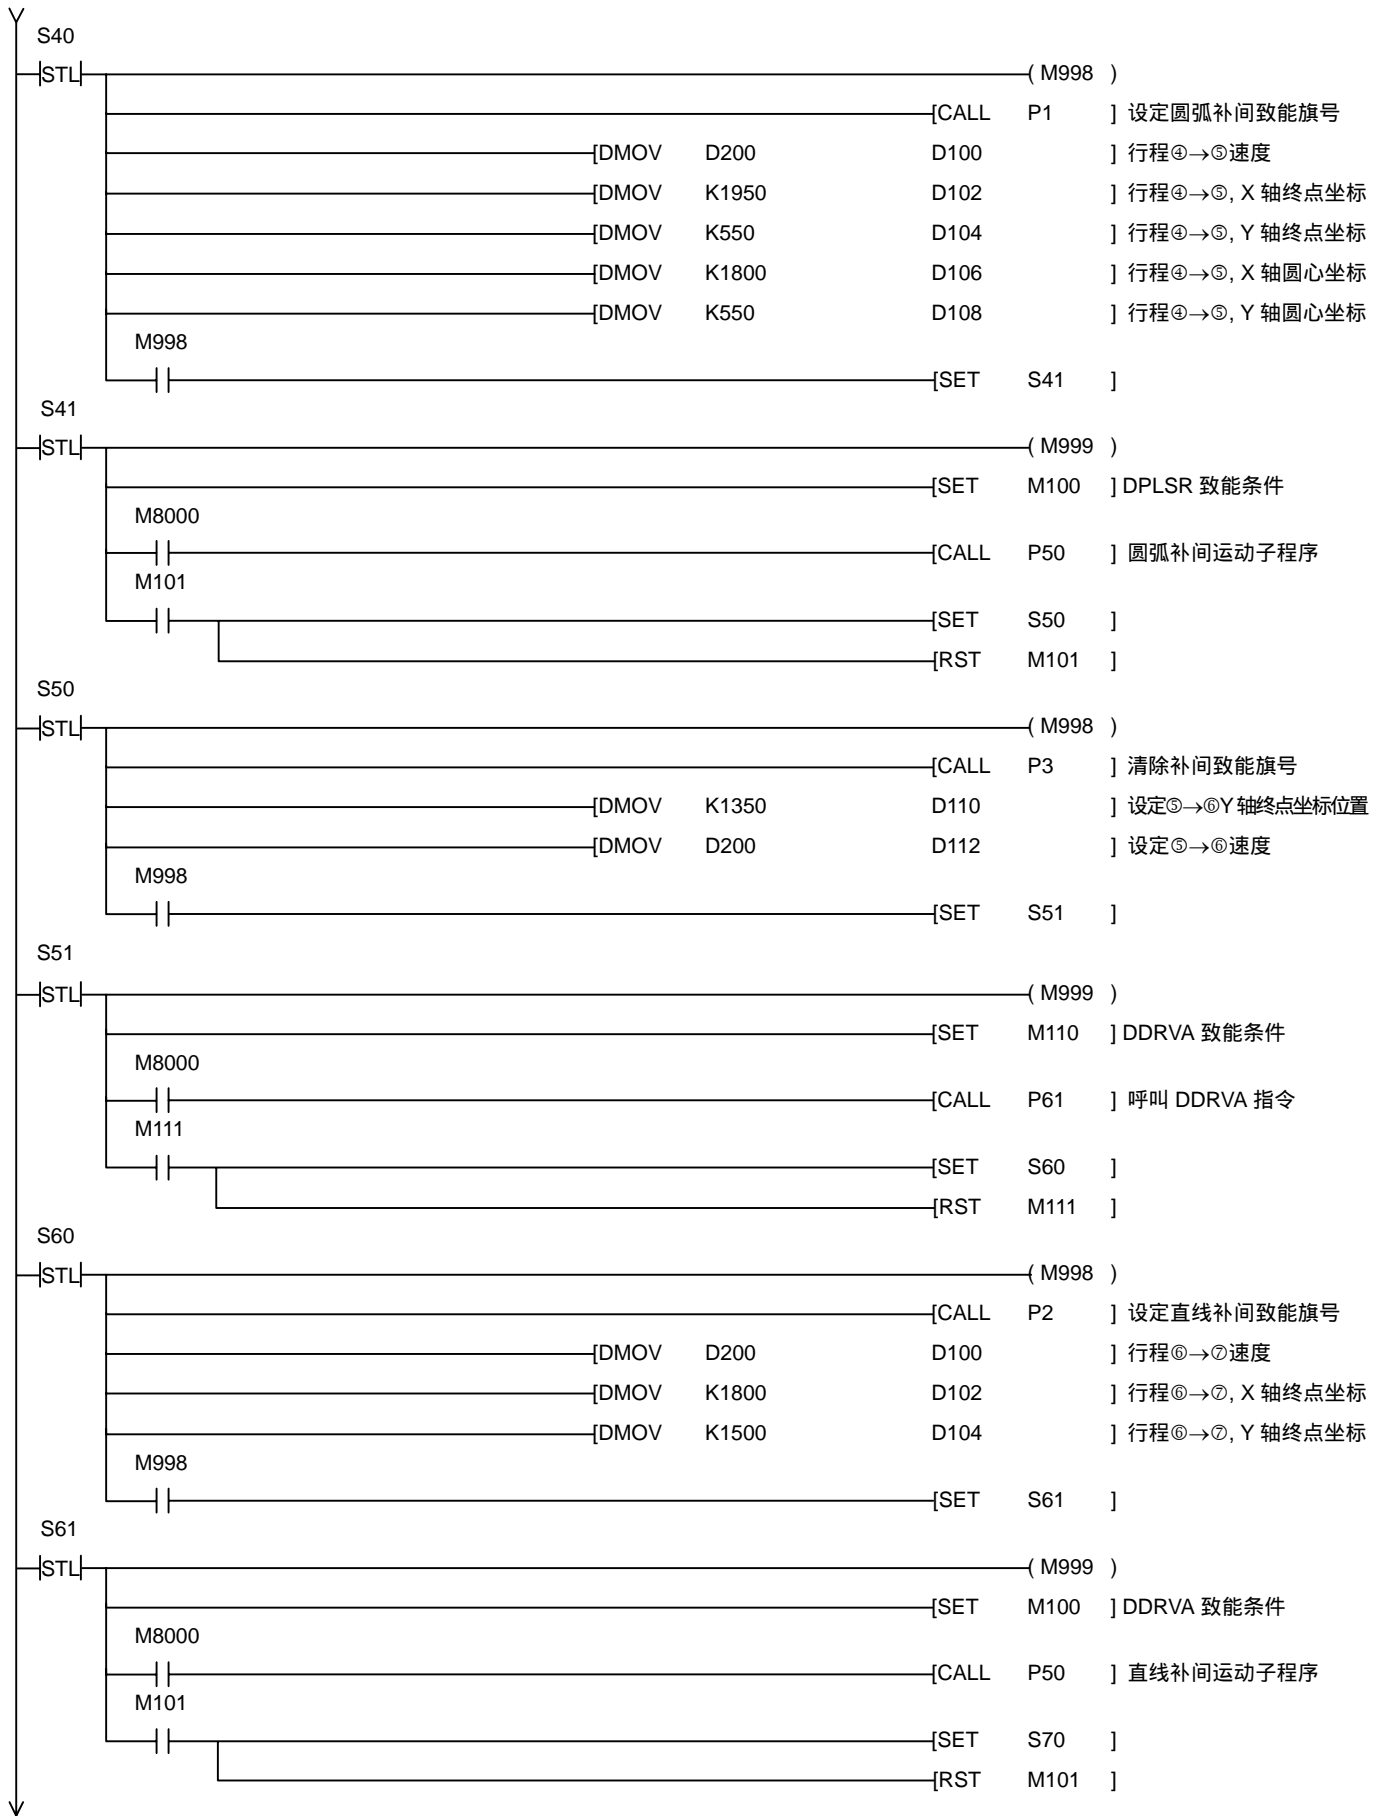 S40
STL ( M998 )
[CALL P1 ] 设定圆弧补间致能旗号
[DMOV D200 D100 ] 行程④→⑤速度
[DMOV K1950 D102 ] 行程④→⑤, X 轴终点坐标
[DMOV K550 D104 ] 行程④→⑤, Y 轴终点坐标
[DMOV K1800 D106 ] 行程④→⑤, X 轴圆心坐标
[DMOV K550 D108 ] 行程④→⑤, Y 轴圆心坐标
M998
[SET S41 ]
S41
STL ( M999 )
[SET M100 ] DPLSR 致能条件
M8000
[CALL P50 ] 圆弧补间运动子程序
M101
[SET S50 ]
[RST M101 ]
S50
STL ( M998 )
[CALL P3 ] 清除补间致能旗号
[DMOV K1350 D110 ] 设定⑤→⑥Y 轴终点坐标位置
[DMOV D200 D112 ] 设定⑤→⑥速度
M998
[SET S51 ]
S51
STL ( M999 )
[SET M110 ] DDRVA 致能条件
M8000
[CALL P61 ] 呼叫 DDRVA 指令
M111
[SET S60 ]
[RST M111 ]
S60
STL ( M998 )
[CALL P2 ] 设定直线补间致能旗号
[DMOV D200 D100 ] 行程⑥→⑦速度
[DMOV K1800 D102 ] 行程⑥→⑦, X 轴终点坐标
[DMOV K1500 D104 ] 行程⑥→⑦, Y 轴终点坐标
M998
[SET S61 ]
S61
STL ( M999 )
[SET M100 ] DDRVA 致能条件
M8000
[CALL P50 ] 直线补间运动子程序
M101
[SET S70 ]
[RST M101 ]